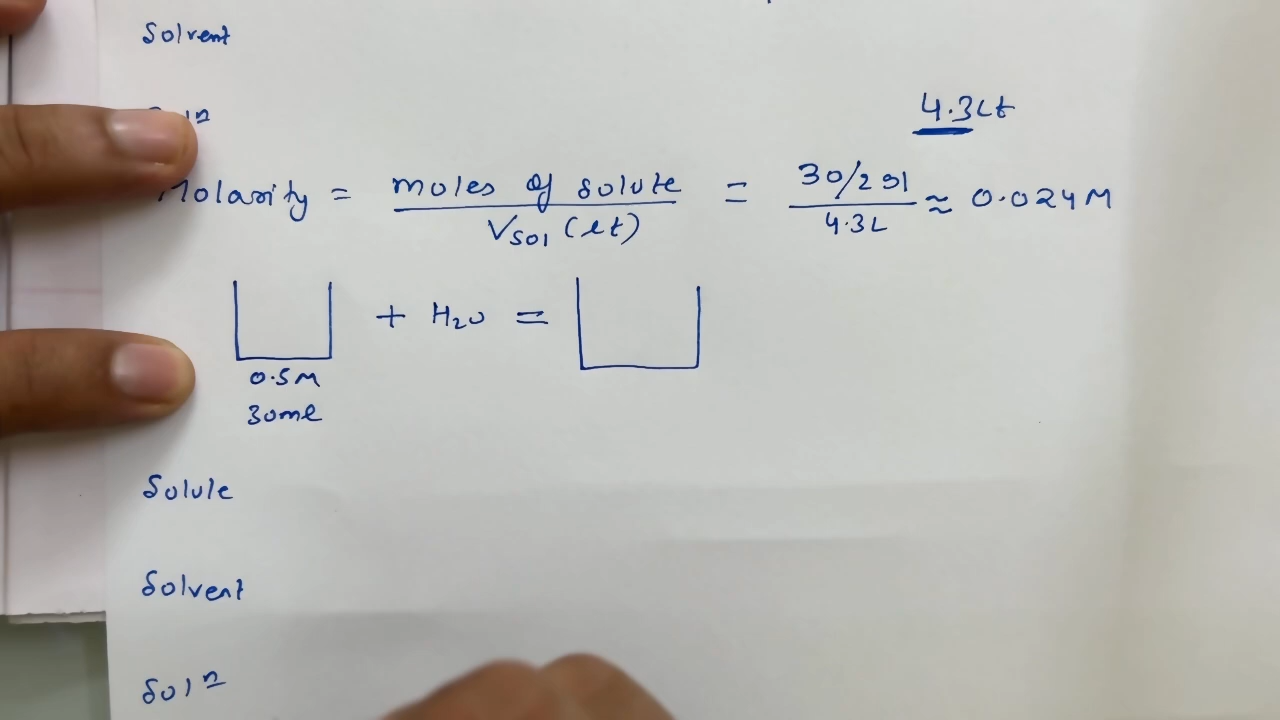 Solvent
4.3Lt
Molarity = moles of solute / Vsol (lt) = 30/291 / 4.3L ≈ 0.024M
+ H2O =
0.5M
30ml
Solute
Solvent
Solⁿ